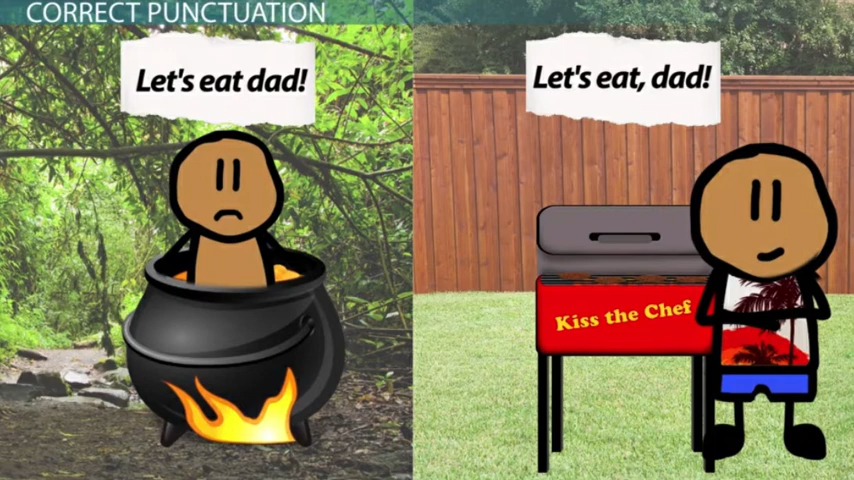 CORRECT PUNCTUATION
Let's eat dad!
Let's eat, dad!
Kiss the Chef